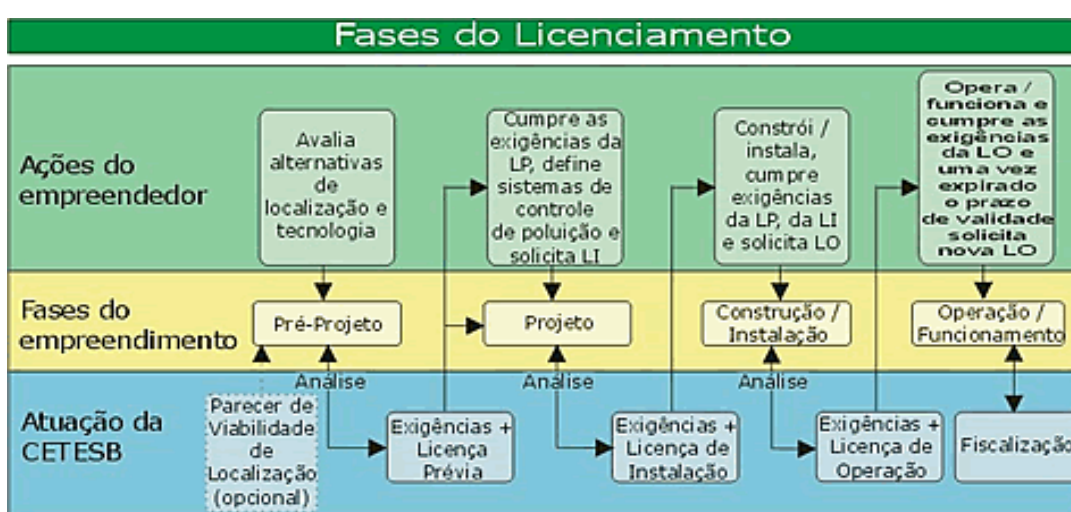 Fases do Licenciamento
Ações do
empreendedor
Avalia
alternativas
de
localização e
tecnologia
Cumpre as
exigências da
LP, define
sistemas de
controle
de poluição e
solicita LI
Constrói /
instala,
cumpre
exigências
da LP, da LI
e solicita LO
Opera /
funciona e
cumpre as
exigências
da LO e
uma vez
expirado
o prazo
de validade
solicita
nova LO
Fases do
empreendimento
Pré-Projeto
Projeto
Construção /
Instalação
Operação /
Funcionamento
Análise
Análise
Análise
Atuação da
CETESB
Parecer de
Viabilidade
de
Localização
(opcional)
Exigências +
Licença
Prévia
Exigências +
Licença de
Instalação
Exigências +
Licença de
Operação
Fiscalização